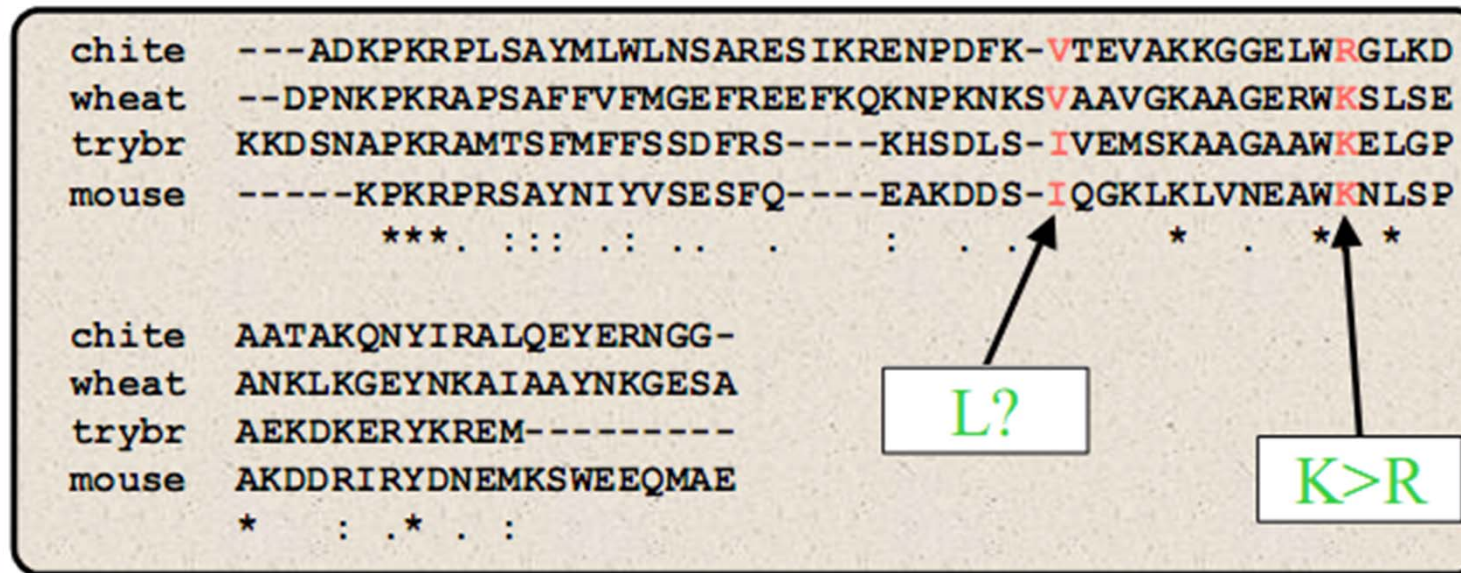 chite ---ADKPKRPLSAYMLWLNSARESIKRENPDFK-VTEVAKKGGELWRGLKD
wheat --DPNKPKRAPSAFFVFMGEFREEFKQKNPKNKSVAAVGKAAGERWKSLSE
trybr KKDSNAPKRAMTSFMFFSSDFRS----KHSDLS-IVEMSKAAGAAWKELGP
mouse -----KPKRPRSAYNIYVSESFQ----EAKDDS-IQGKLKLVNEAWKNLSP
***. ::: .: .. . : . . * . * *
chite AATAKQNYIRALQEYERNGG-
wheat ANKLKGEYNKAIAAYNKGESA
trybr AEKDKERYKREM---------
mouse AKDDRIRYDNEMKSWEEQMAE
* : .* . :
L?
K>R